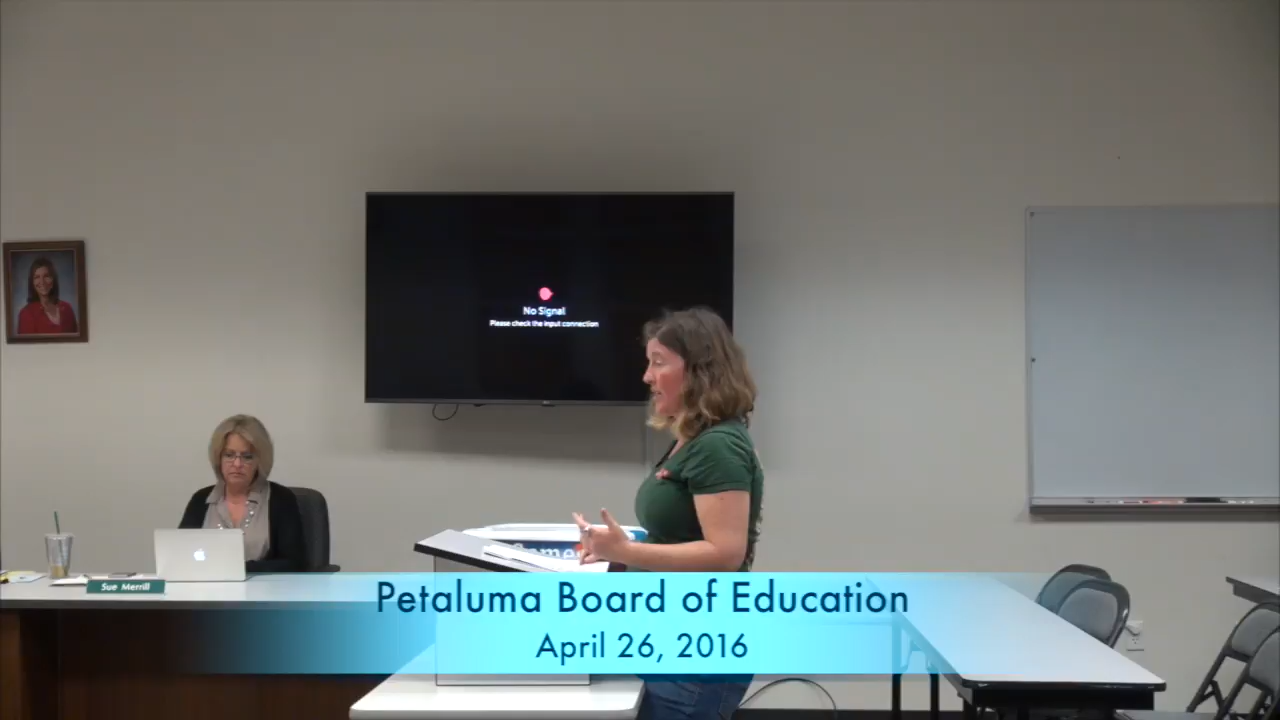 No Signal
Please check the input connection
Sue Merrill
Petaluma Board of Education
April 26, 2016